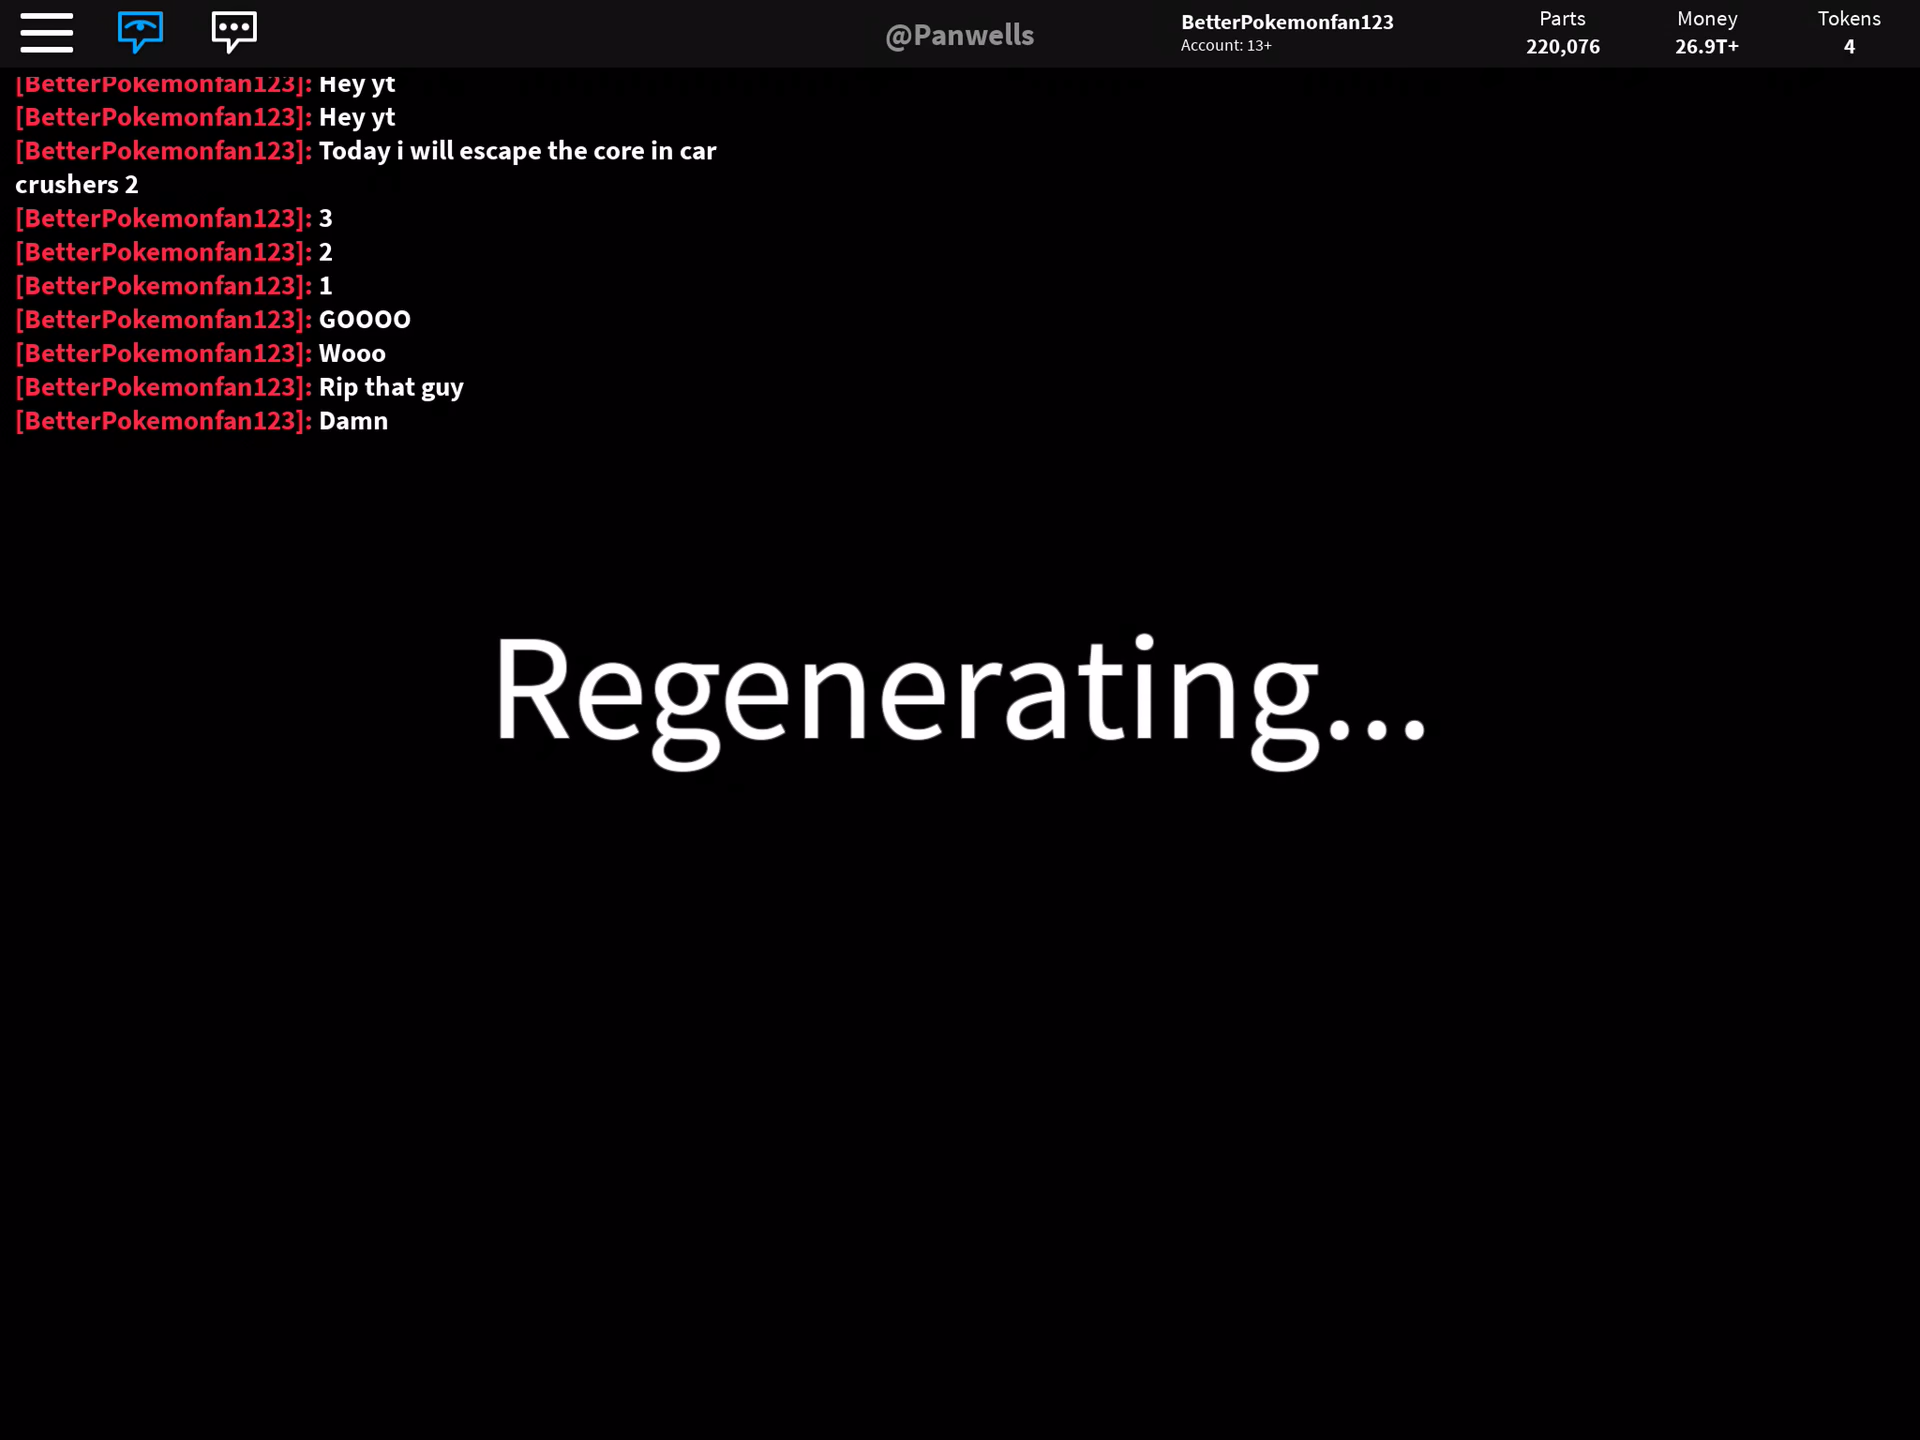 @Panwells
BetterPokemonfan123
Account: 13+
Parts
220,076
Money
26.9T+
Tokens
4
[BetterPokemonfan123]: Hey yt
[BetterPokemonfan123]: Hey yt
[BetterPokemonfan123]: Today i will escape the core in car
crushers 2
[BetterPokemonfan123]: 3
[BetterPokemonfan123]: 2
[BetterPokemonfan123]: 1
[BetterPokemonfan123]: GOOOO
[BetterPokemonfan123]: Wooo
[BetterPokemonfan123]: Rip that guy
[BetterPokemonfan123]: Damn
Regenerating...